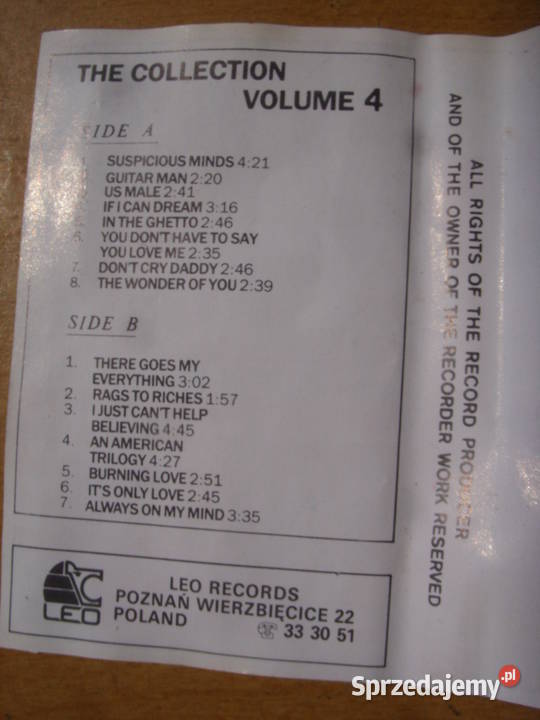 THE COLLECTION
VOLUME 4
SIDE A
SUSPICIOUS MINDS 4:21
GUITAR MAN 2:20
US MALE 2:41
IF I CAN DREAM 3:16
5. IN THE GHETTO 2:46
6. YOU DON'T HAVE TO SAY
YOU LOVE ME 2:35
7. DON'T CRY DADDY 2:46
8. THE WONDER OF YOU 2:39
SIDE B
1. THERE GOES MY
EVERYTHING 3:02
2. RAGS TO RICHES 1:57
3. I JUST CAN'T HELP
BELIEVING 4:45
4. AN AMERICAN
TRILOGY 4:27
5. BURNING LOVE 2:51
6. IT'S ONLY LOVE 2:45
7. ALWAYS ON MY MIND 3:35
LEO
LEO RECORDS
POZNAŃ WIERZBIĘCICE 22
POLAND ☏ 33 30 51
ALL RIGHTS OF THE RECORD PRODUCER
AND OF THE OWNER OF THE RECORDER WORK RESERVED
Sprzedajemy.pl